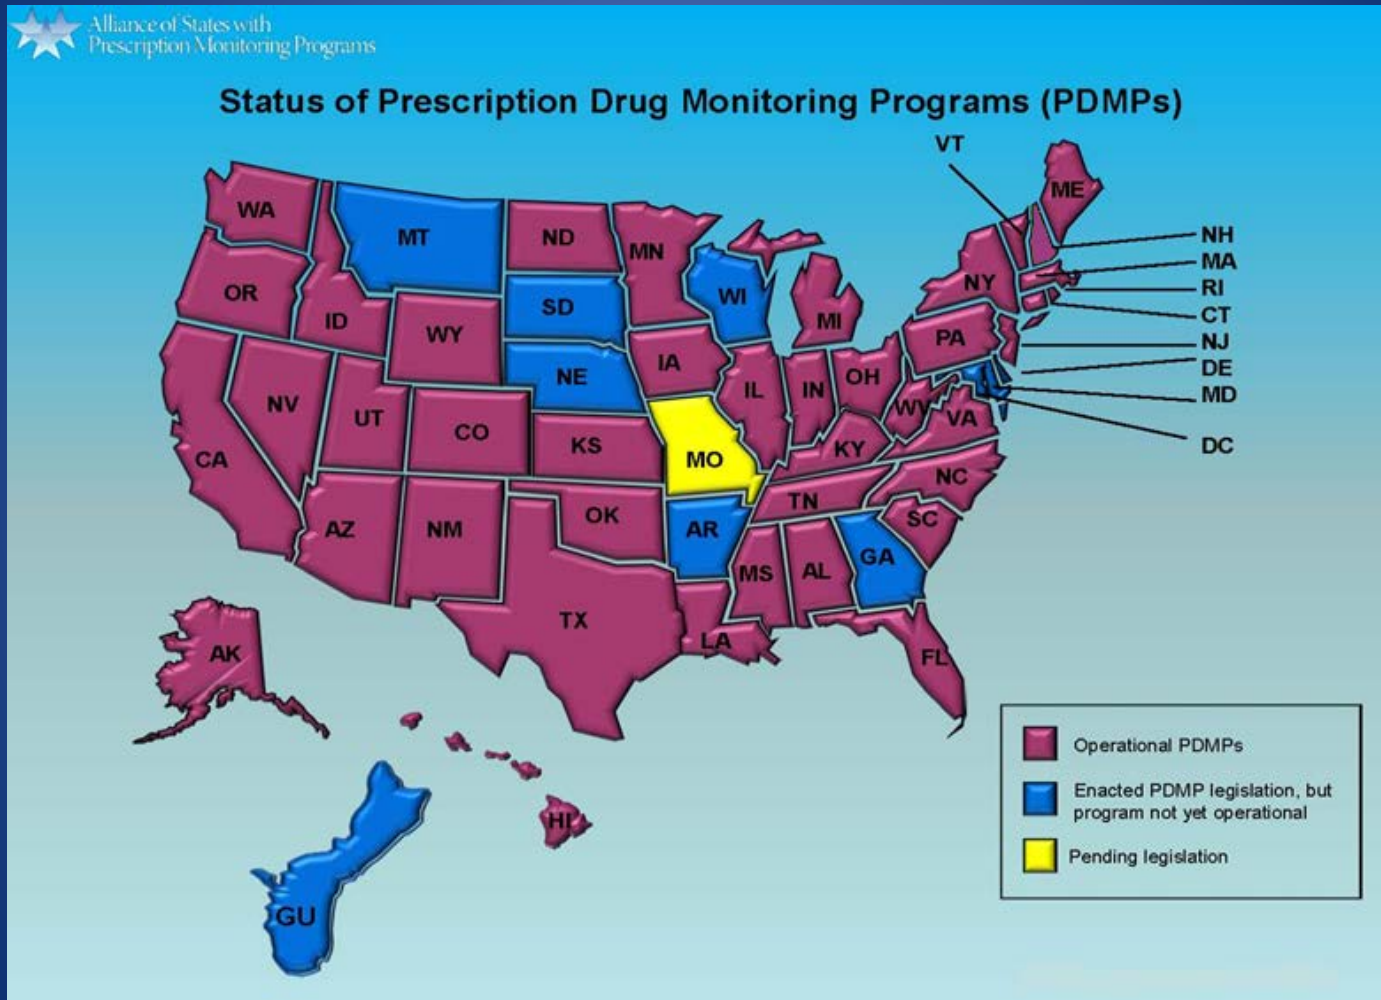 Alliance of States with
Prescription Monitoring Programs
Status of Prescription Drug Monitoring Programs (PDMPs)
VT
ME
WA
MT
ND
MN
NH
MA
RI
CT
NJ
DE
MD
DC
OR
ID
SD
WI
NY
WY
MI
PA
IA
NE
IL
IN
OH
NV
UT
CO
WV
VA
CA
KS
MO
KY
NC
AZ
NM
OK
TN
SC
AR
MS
AL
GA
TX
LA
FL
AK
HI
GU
Operational PDMPs
Enacted PDMP legislation, but
program not yet operational
Pending legislation